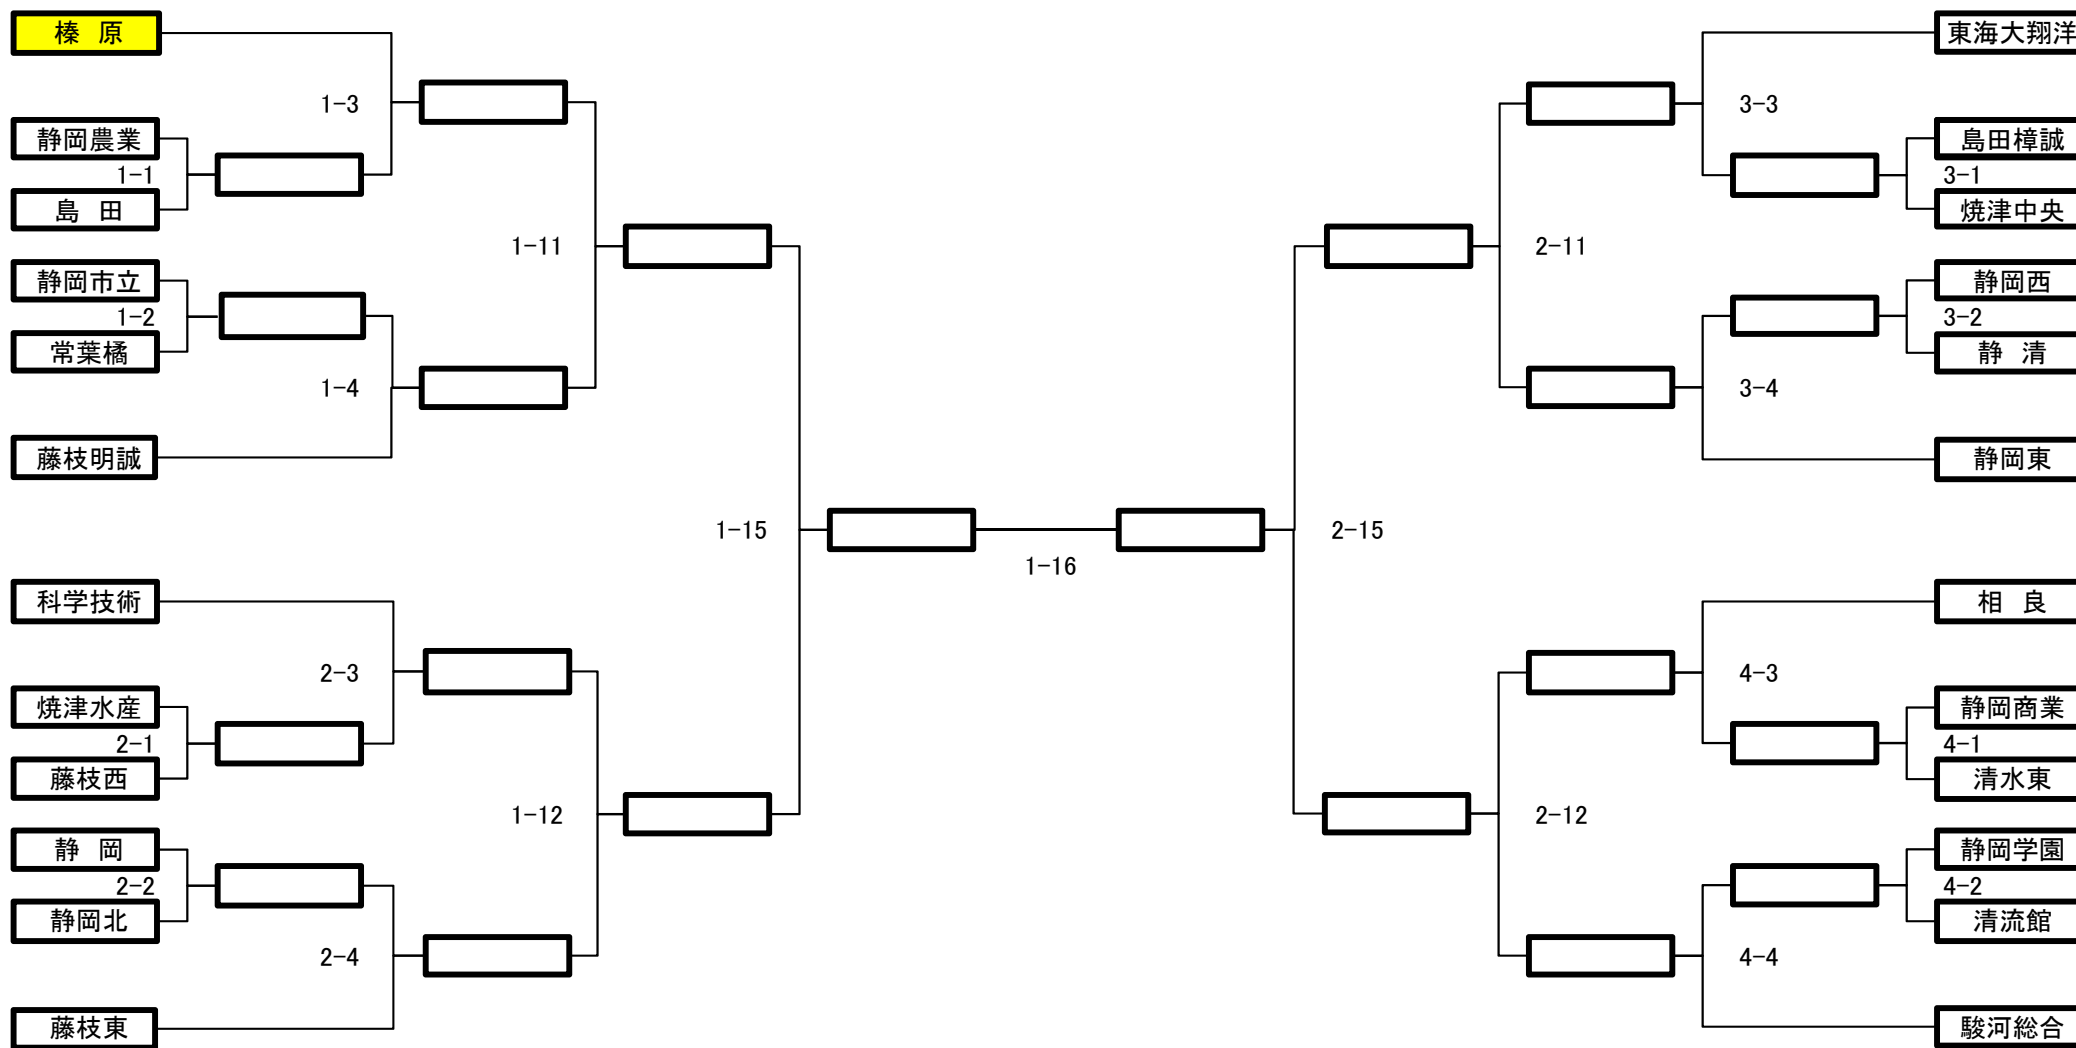 榛 原
東海大翔洋
1-3
3-3
静岡農業
島田樟誠
1-1
3-1
島 田
焼津中央
1-11
2-11
静岡市立
静岡西
1-2
3-2
常葉橘
静 清
1-4
3-4
藤枝明誠
静岡東
1-15
2-15
1-16
科学技術
相 良
2-3
4-3
焼津水産
静岡商業
2-1
4-1
藤枝西
清水東
1-12
2-12
静 岡
静岡学園
2-2
4-2
静岡北
清流館
2-4
4-4
藤枝東
駿河総合